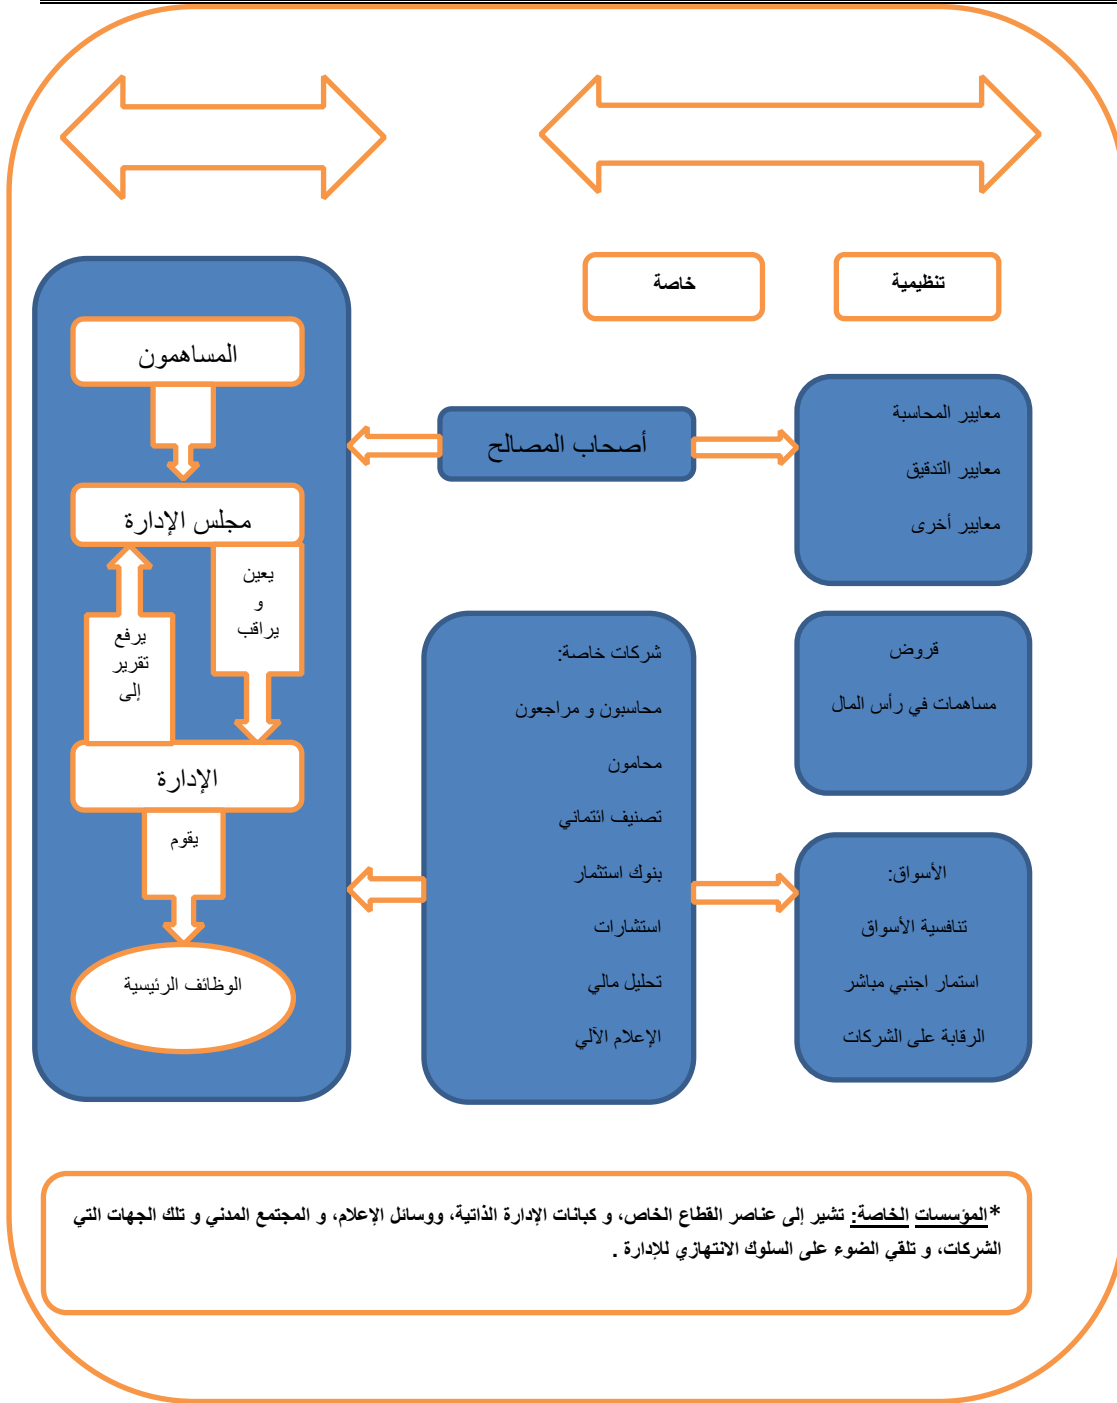 تنظيمية
خاصة
المساهمون
مجلس الإدارة
يعين
و
يراقب
يرفع
تقرير
إلى
الإدارة
يقوم
الوظائف الرئيسية
أصحاب المصالح
شركات خاصة:
محاسبون و مراجعون
محامون
تصنيف ائتماني
بنوك استثمار
استشارات
تحليل مالي
الإعلام الآلي
معايير المحاسبة
معايير التدقيق
معايير أخرى
قروض
مساهمات في رأس المال
الأسواق:
تنافسية الأسواق
استمار اجنبي مباشر
الرقابة على الشركات
*المؤسسات الخاصة: تشير إلى عناصر القطاع الخاص، و كبانات الإدارة الذاتية، ووسائل الإعلام، و المجتمع المدني و تلك الجهات التي
الشركات، و تلقي الضوء على السلوك الانتهازي للإدارة .